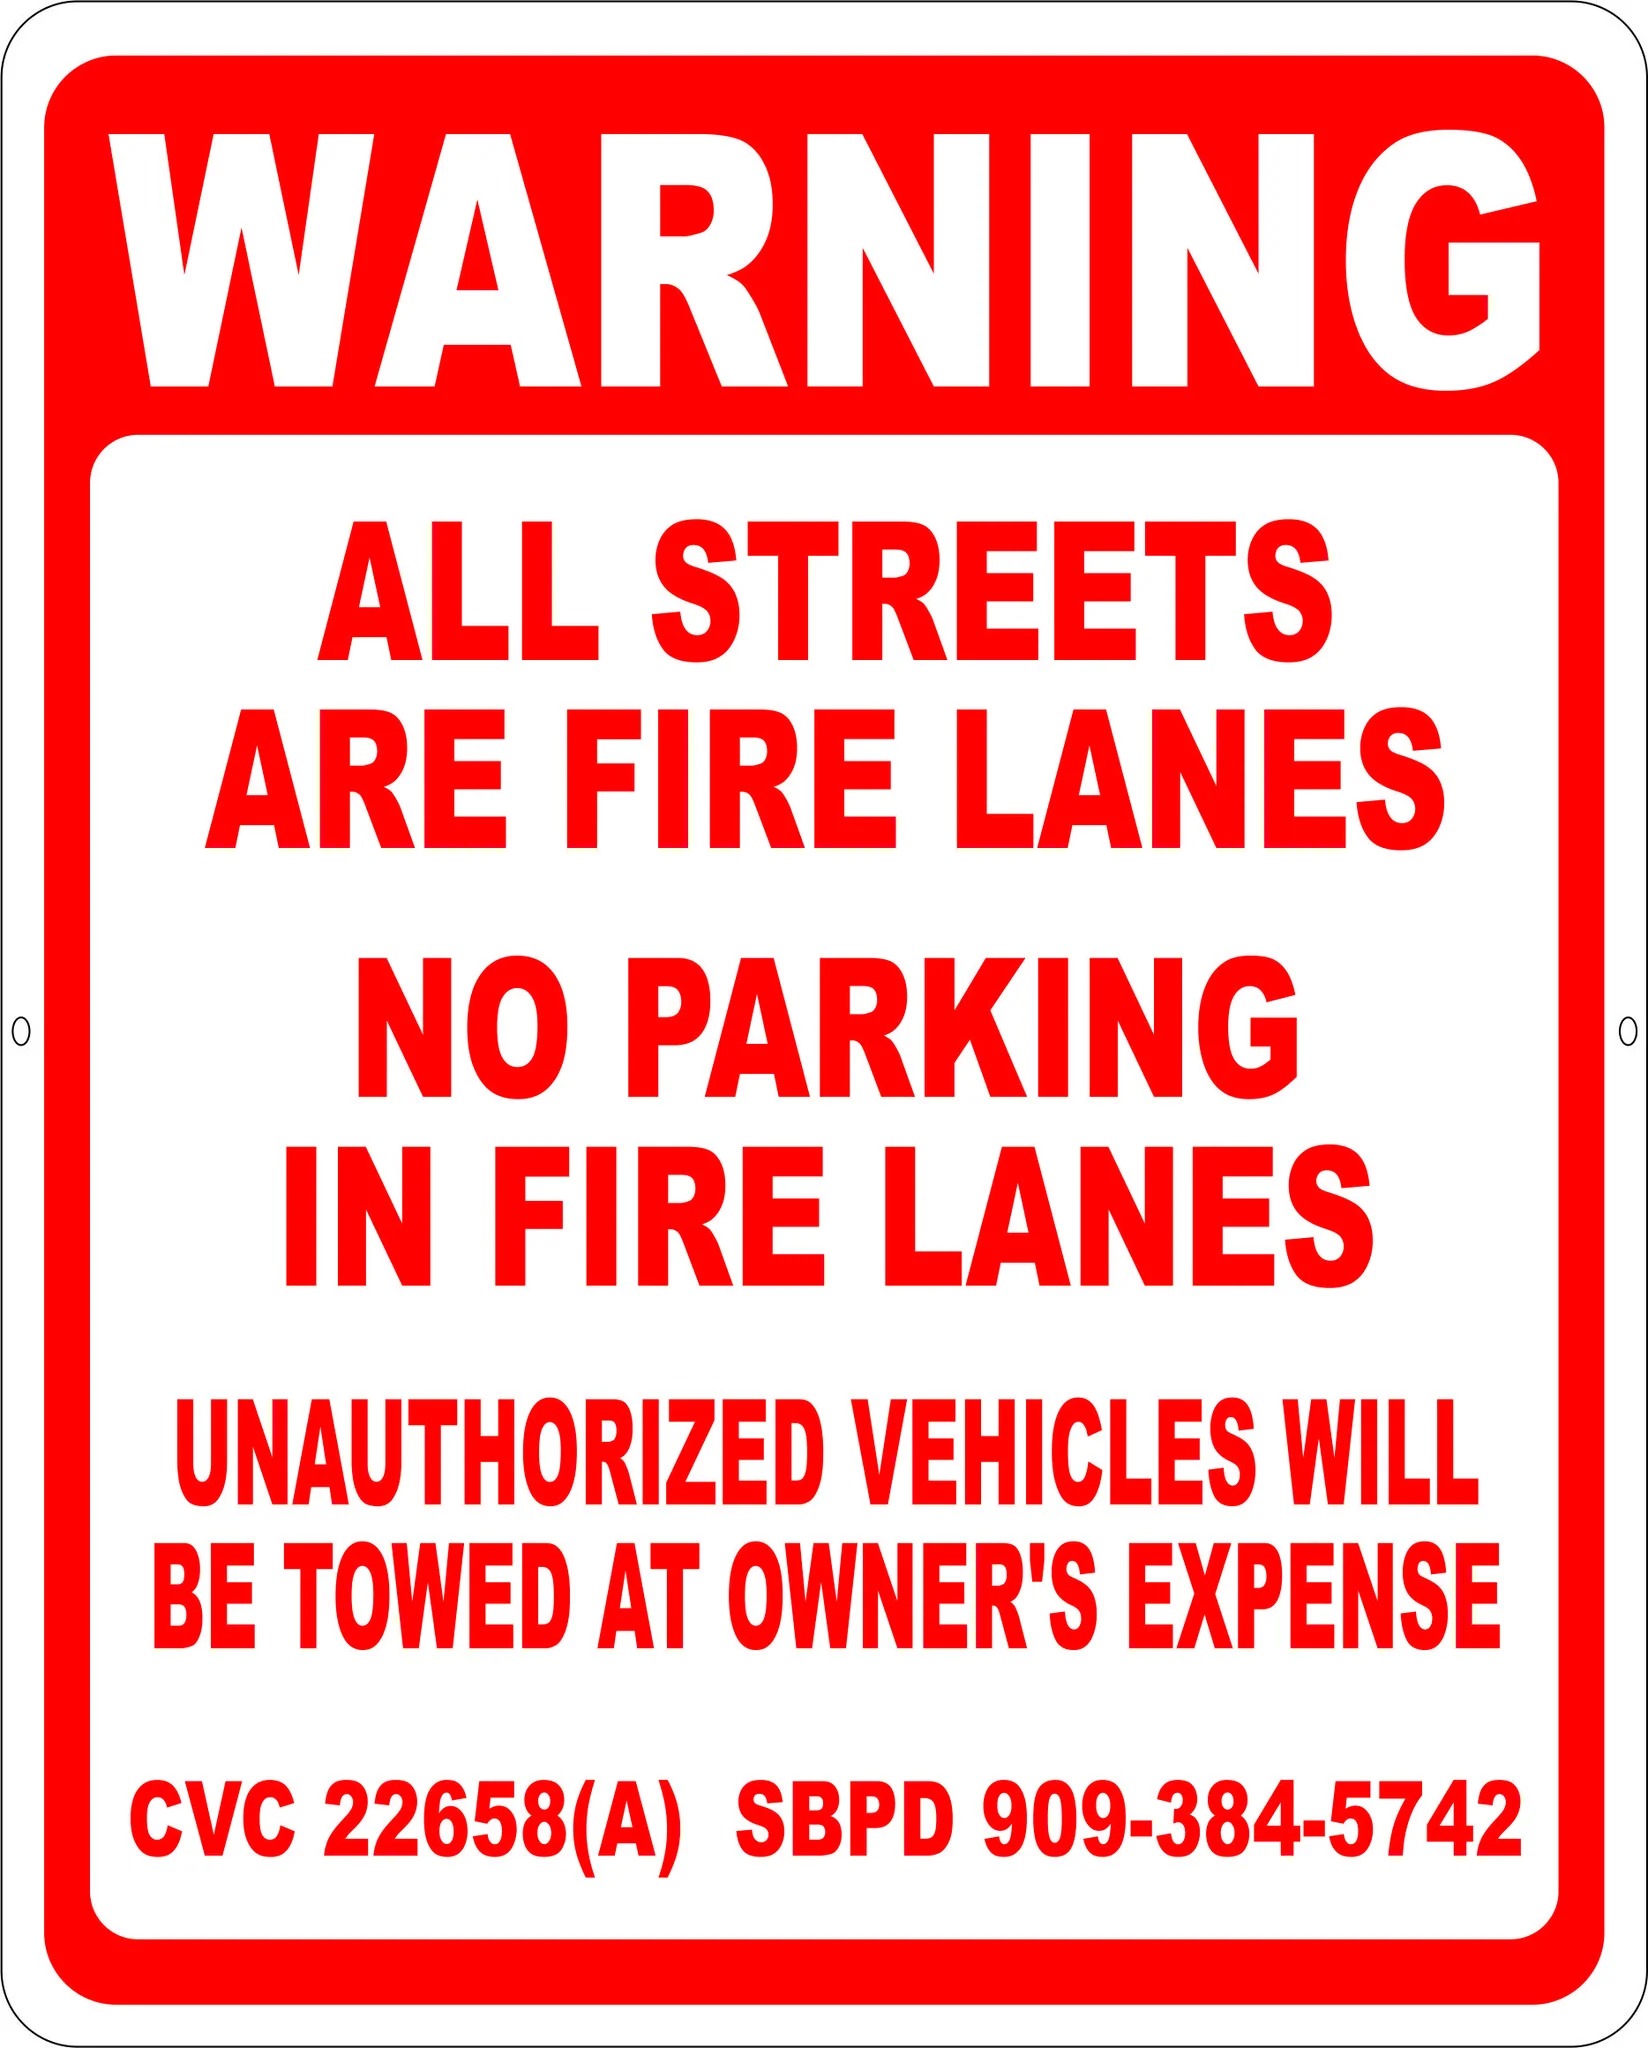 WARNING
ALL STREETS
ARE FIRE LANES
NO PARKING
IN FIRE LANES
UNAUTHORIZED VEHICLES WILL
BE TOWED AT OWNER'S EXPENSE
CVC 22658(A) SBPD 909-384-5742